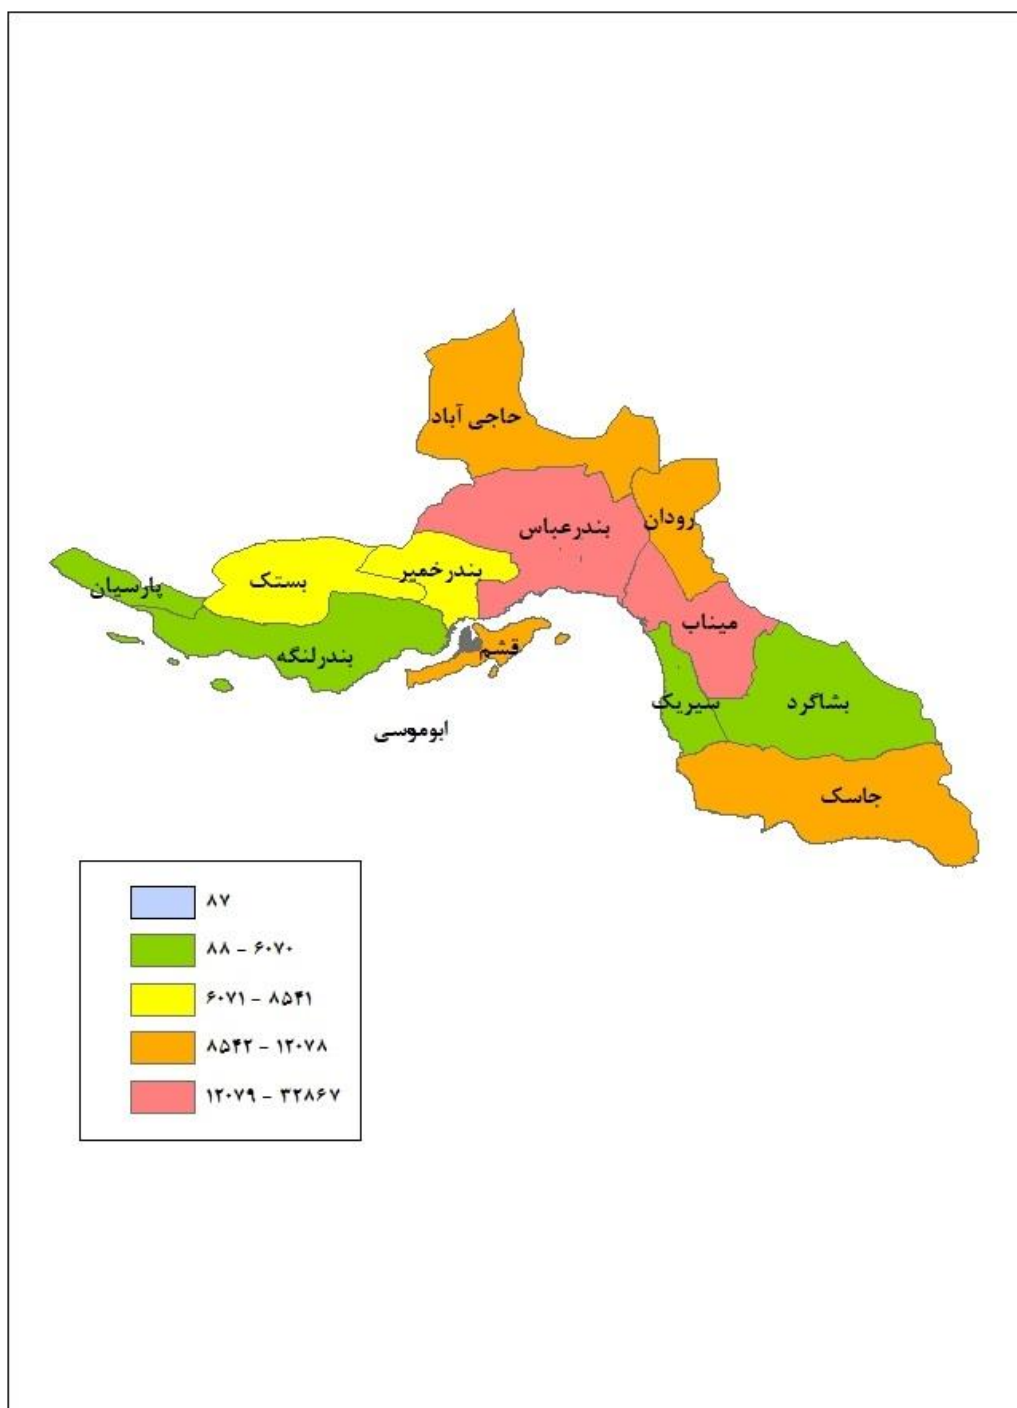 حاجی آباد
رودان
بندرعباس
بندرخمیر
بستک
پارسیان
میناب
قشم
بندرلنگه
سیریک
بشاگرد
ابوموسی
جاسک
۸۷
۸۸ - ۶۰۷۰
۶۰۷۱ - ۸۵۴۱
۸۵۴۲ - ۱۲۰۷۸
۱۲۰۷۹ - ۳۲۸۶۷